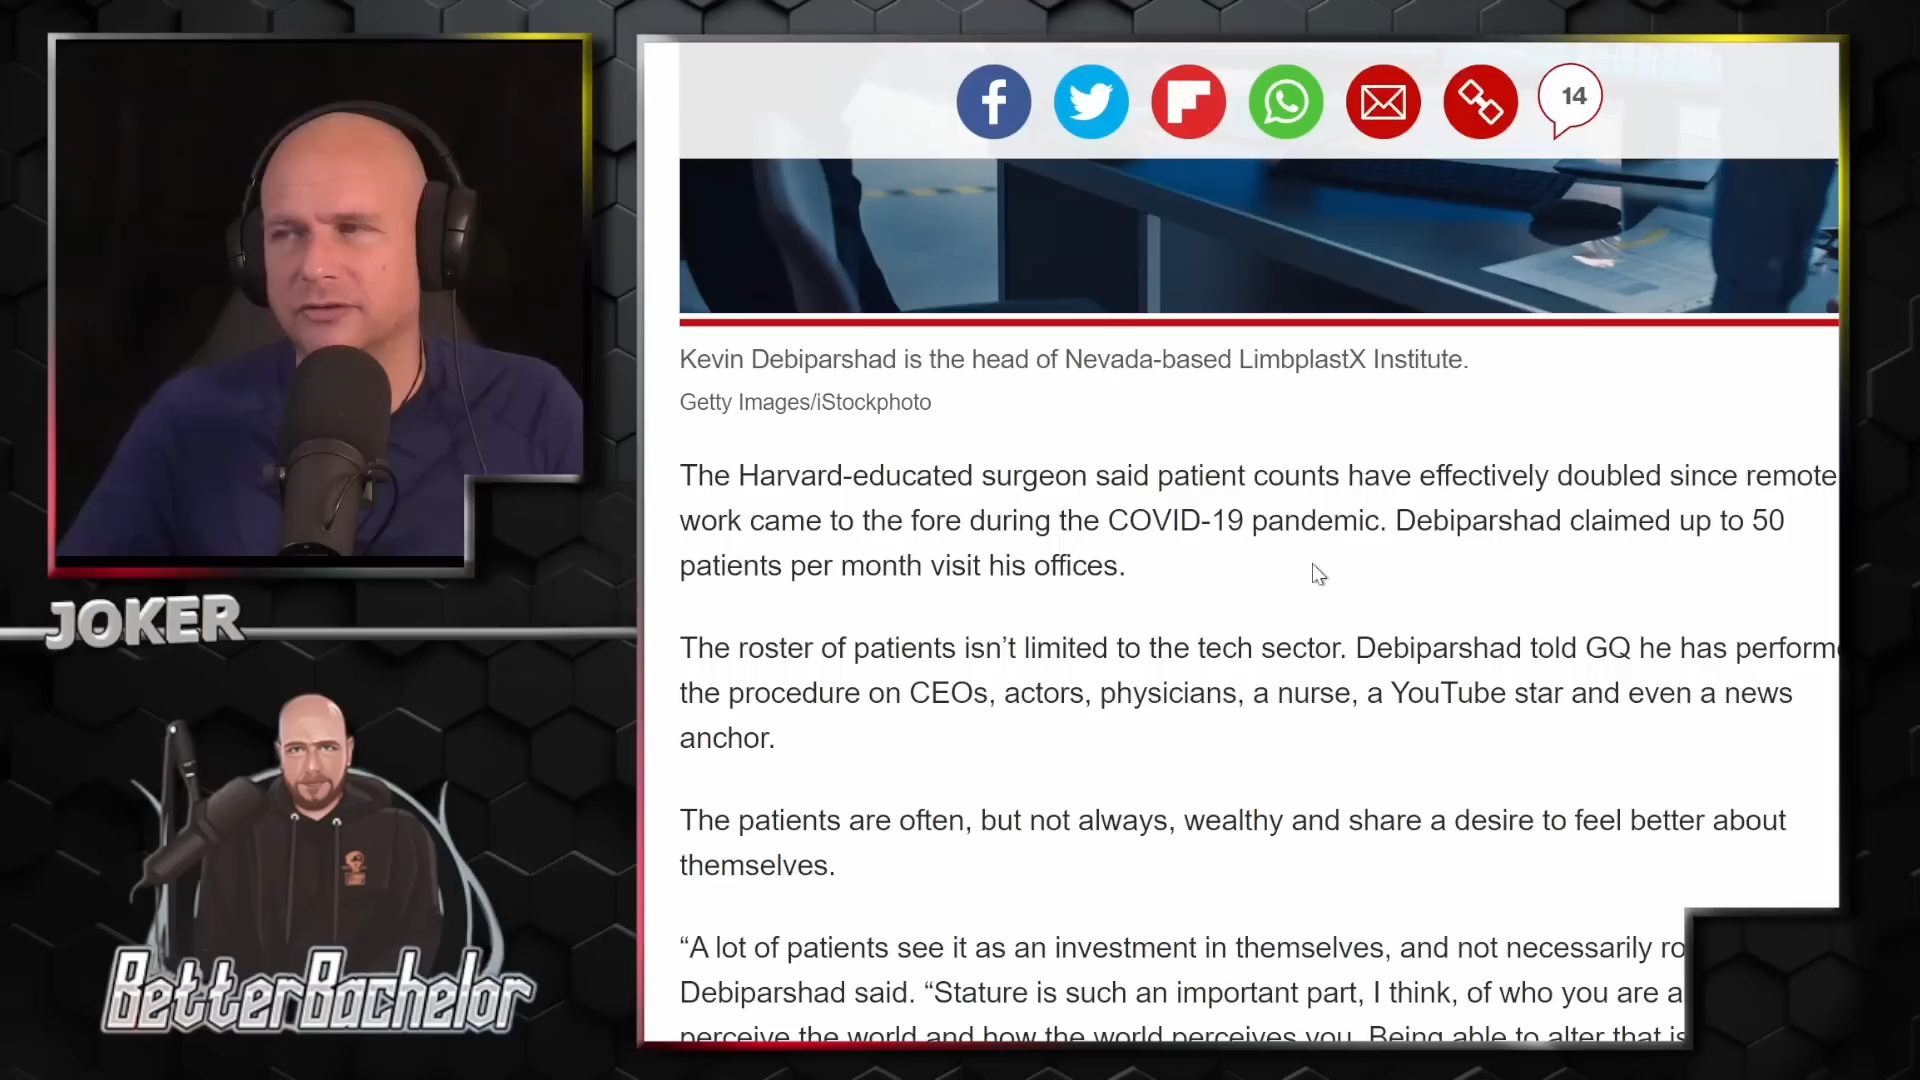 14
Kevin Debiparshad is the head of Nevada-based LimbplastX Institute.
Getty Images/iStockphoto
The Harvard-educated surgeon said patient counts have effectively doubled since remote
work came to the fore during the COVID-19 pandemic. Debiparshad claimed up to 50
patients per month visit his offices.
The roster of patients isn’t limited to the tech sector. Debiparshad told GQ he has perform
the procedure on CEOs, actors, physicians, a nurse, a YouTube star and even a news
anchor.
The patients are often, but not always, wealthy and share a desire to feel better about
themselves.
“A lot of patients see it as an investment in themselves, and not necessarily ro
Debiparshad said. “Stature is such an important part, I think, of who you are a
perceive the world and how the world perceives you. Being able to alter that is
JOKER
BetterBachelor